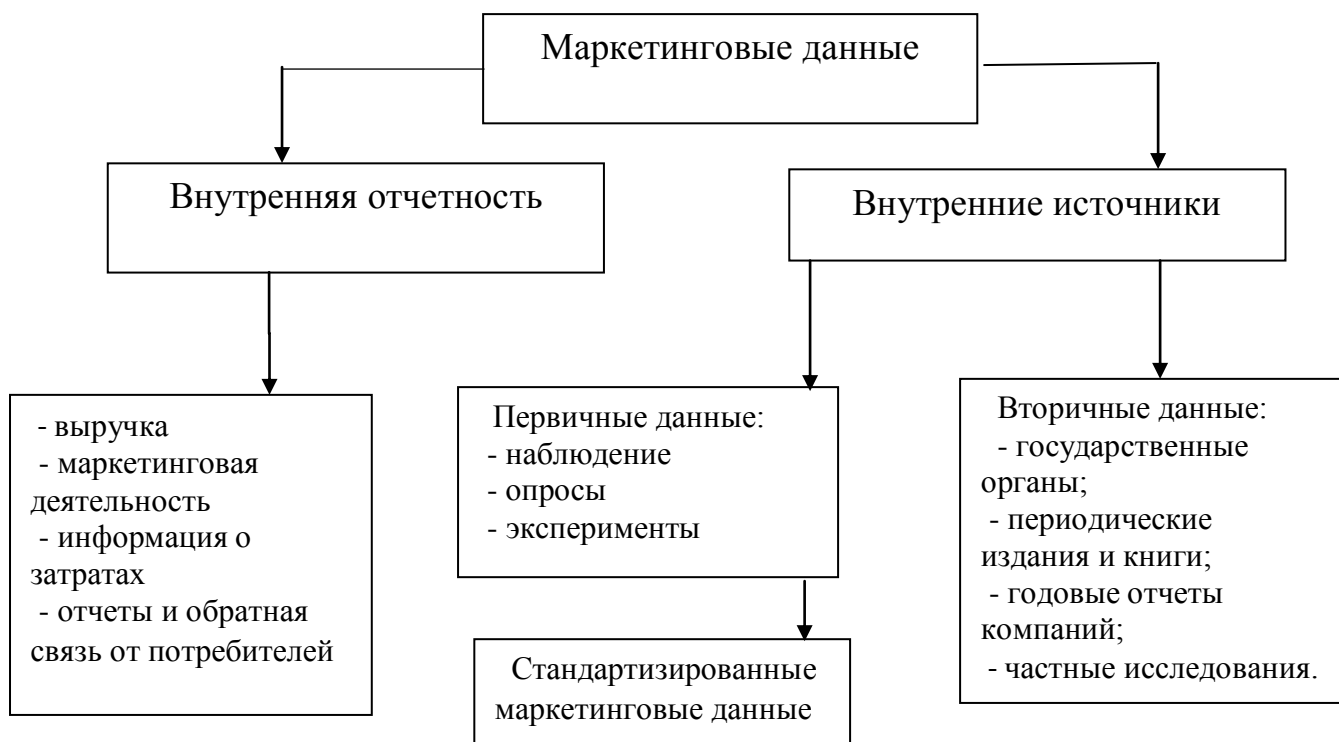 Маркетинговые данные
Внутренняя отчетность
Внутренние источники
- выручка
- маркетинговая
деятельность
- информация о
затратах
- отчеты и обратная
связь от потребителей
Первичные данные:
- наблюдение
- опросы
- эксперименты
Стандартизированные
маркетинговые данные
Вторичные данные:
- государственные
органы;
- периодические
издания и книги;
- годовые отчеты
компаний;
- частные исследования.